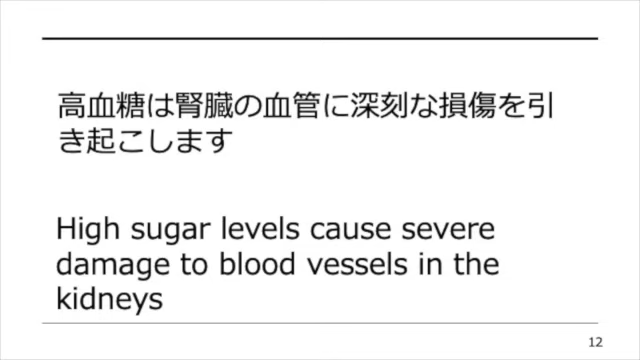 高血糖は腎臓の血管に深刻な損傷を引
き起こします
High sugar levels cause severe
damage to blood vessels in the
kidneys
12